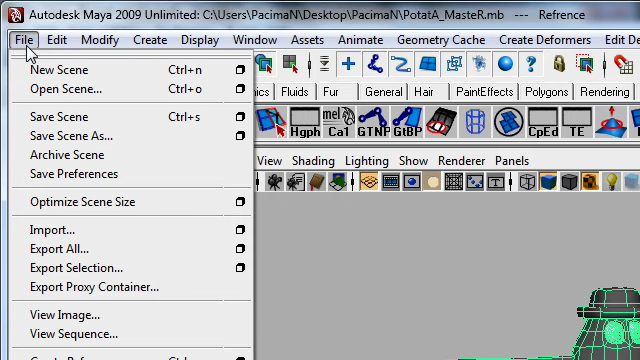 Autodesk Maya 2009 Unlimited: C:\Users\PacimaN\Desktop\PacimaN\PotatA_MasteR.mb --- Refrence
File Edit Modify Create Display Window Assets Animate Geometry Cache Create Deformers Edit De
New Scene Ctrl+n
Open Scene... Ctrl+o
Fluids Fur General Hair PaintEffects Polygons Rendering
Save Scene Ctrl+s
Save Scene As...
Hgph mel Ca1 GTNP GtBP CpEd TE
Archive Scene
View Shading Lighting Show Renderer Panels
Save Preferences
Optimize Scene Size
Import...
Export All...
Export Selection...
Export Proxy Container...
View Image...
View Sequence...